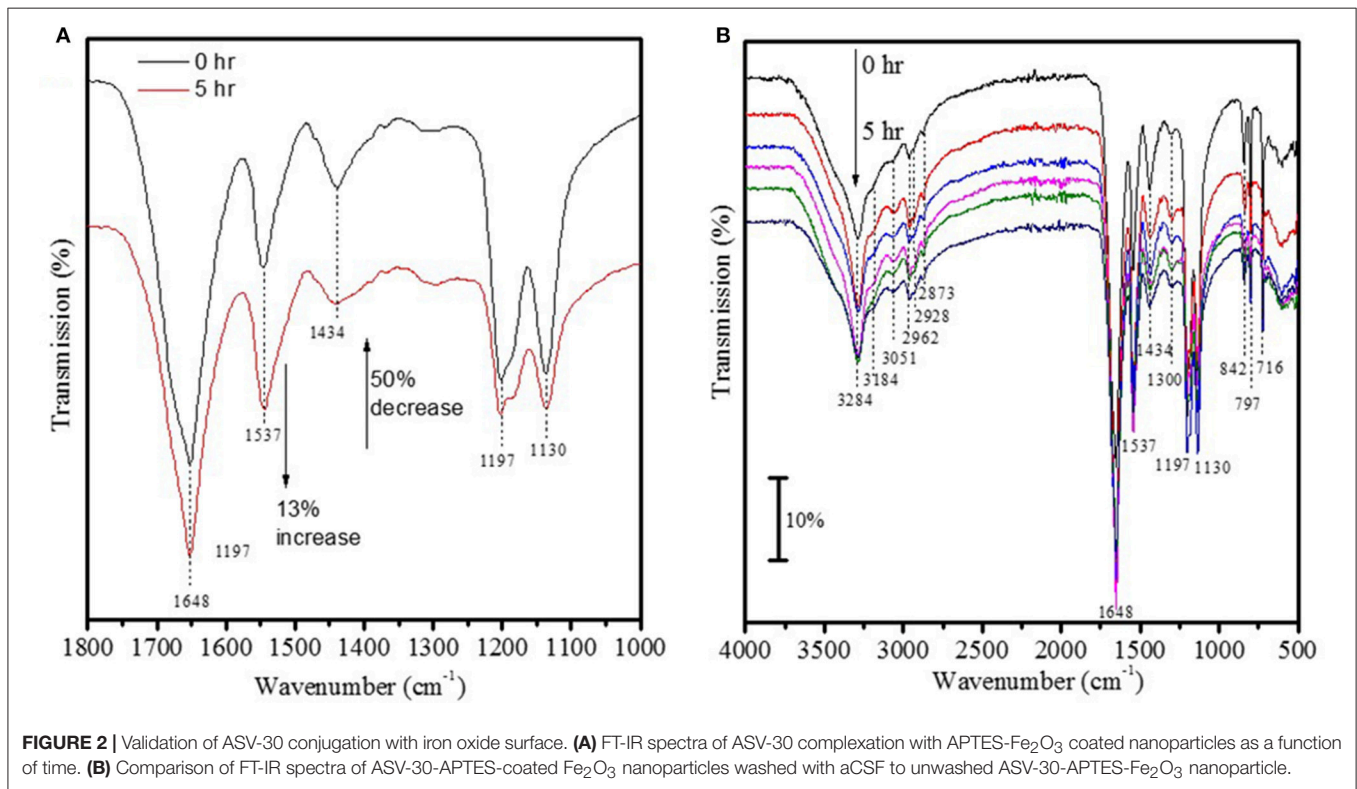 A
0 hr
5 hr
1434
1537
50%
decrease
13%
increase
1197
1130
1197
1648
1800 1700 1600 1500 1400 1300 1200 1100 1000
Wavenumber (cm⁻¹)
Transmission (%)
B
0 hr
5 hr
2873
2928
2962
3051
3184
3284
1434
1300
842
716
797
1537
1197
1130
10%
1648
4000 3500 3000 2500 2000 1500 1000 500
Wavenumber (cm⁻¹)
Transmission (%)
FIGURE 2 | Validation of ASV-30 conjugation with iron oxide surface. (A) FT-IR spectra of ASV-30 complexation with APTES-Fe₂O₃ coated nanoparticles as a function
of time. (B) Comparison of FT-IR spectra of ASV-30-APTES-coated Fe₂O₃ nanoparticles washed with aCSF to unwashed ASV-30-APTES-Fe₂O₃ nanoparticle.